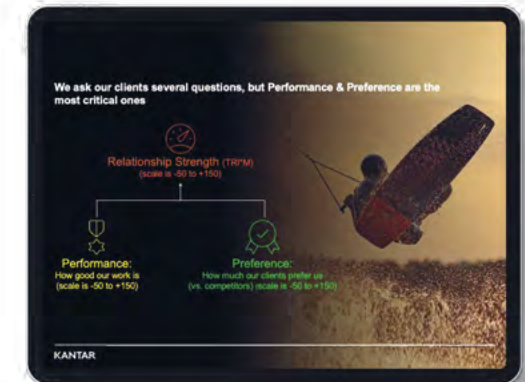 We ask our clients several questions, but Performance & Preference are the
most critical ones
Relationship Strength (TRI*M)
(scale is -50 to +150)
Performance:
How good our work is
(scale is -50 to +150)
Preference:
How much our clients prefer us
(vs. competitors) (scale is -50 to +150)
KANTAR